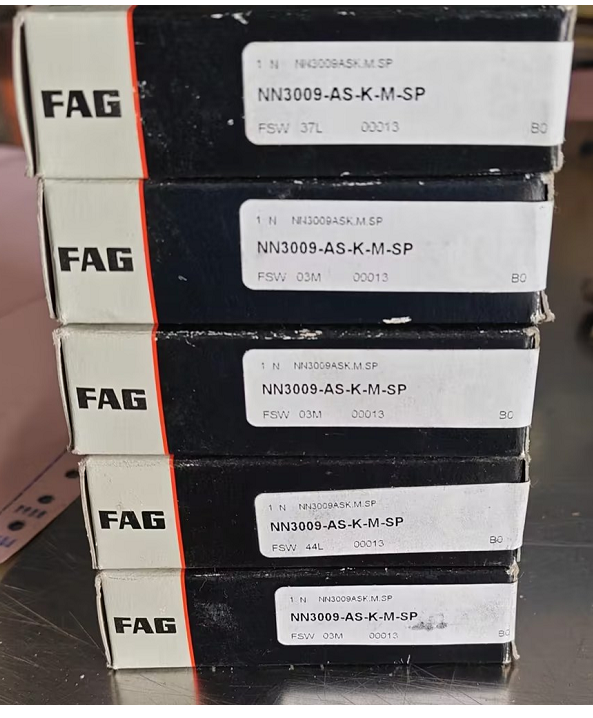 FAG
1 N NN3009ASK.M.SP
NN3009-AS-K-M-SP
FSW 37L 00013 B0
FAG
1 N NN3009ASK.M.SP
NN3009-AS-K-M-SP
FSW 03M 00013 B0
FAG
1 N NN3009ASK.M.SP
NN3009-AS-K-M-SP
FSW 03M 00013 B0
FAG
1 N NN3009ASK.M.SP
NN3009-AS-K-M-SP
FSW 44L 00013 B0
FAG
1 N NN3009ASK.M.SP
NN3009-AS-K-M-SP
FSW 03M 00013 B0